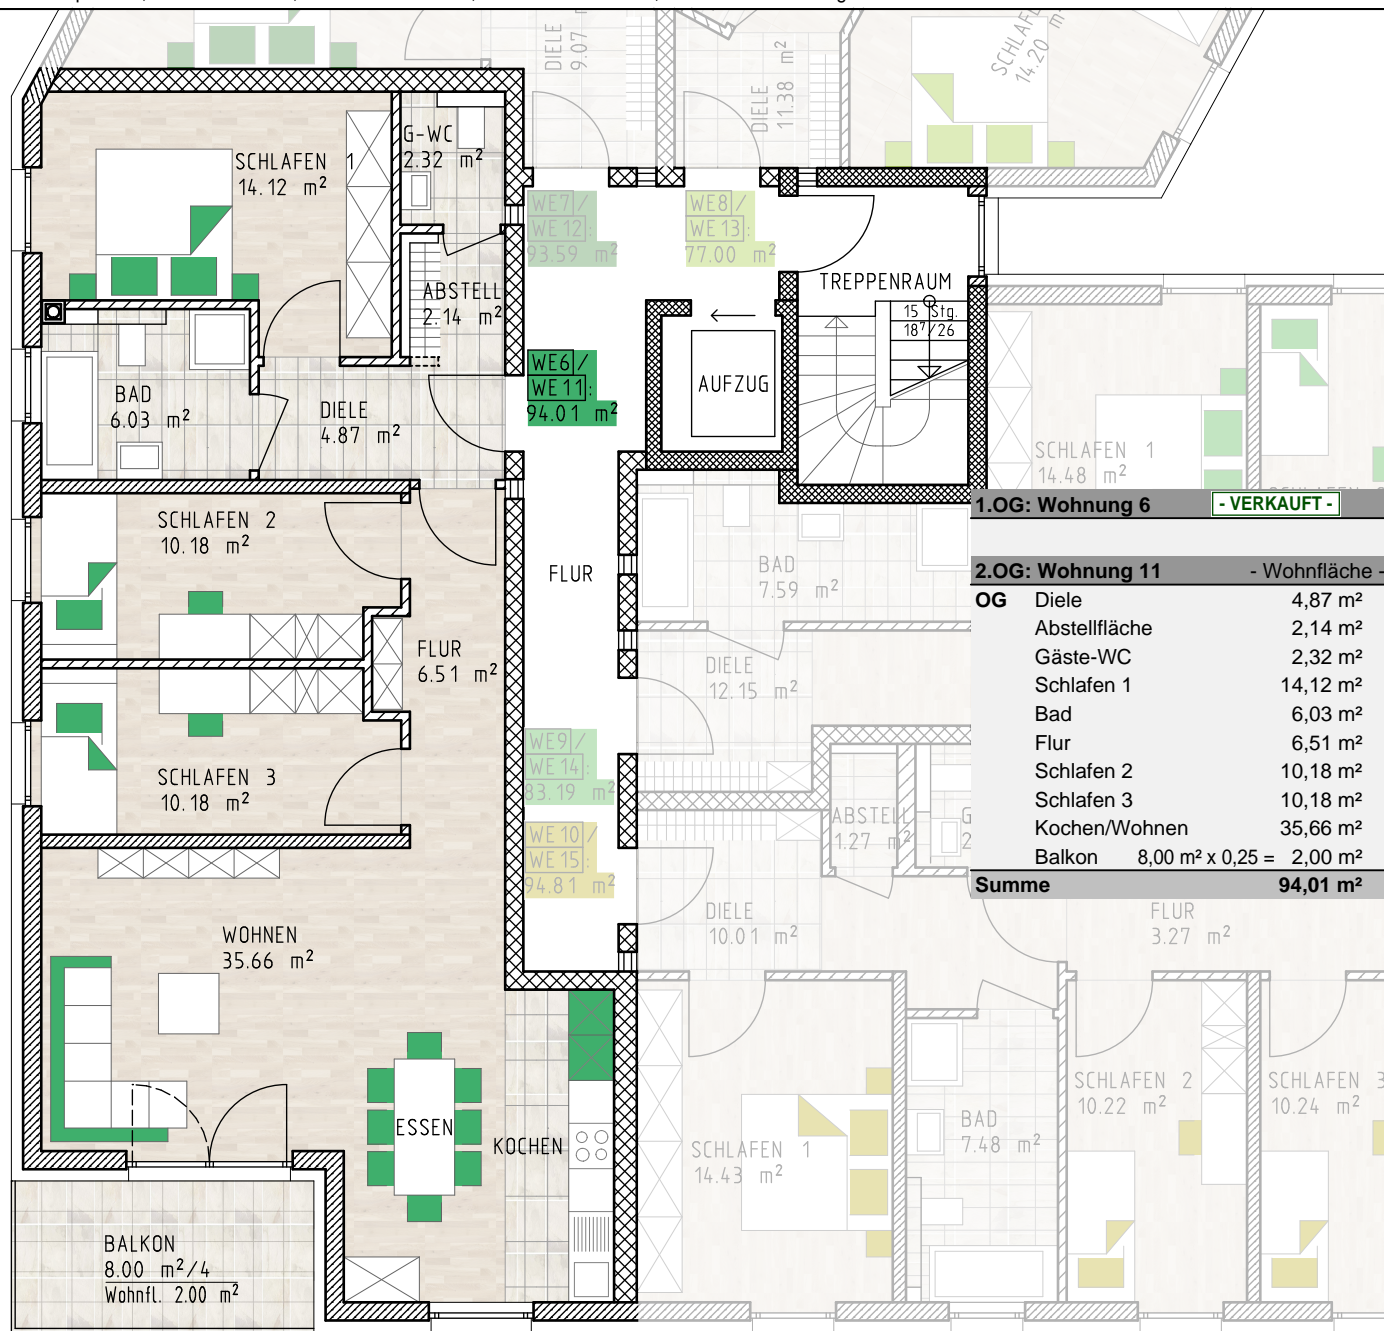 DIELE
9.07
DIELE
11.38 m²
14.20 m²
G-WC
2.32 m²
SCHLAFEN 1
14.12 m²
WE7/
WE12:
93.59 m²
WE8/
WE13:
77.00 m²
TREPPENRAUM
15 Stg.
18⁷/26
ABSTELL
2.14 m²
AUFZUG
WE6/
WE11:
94.01 m²
BAD
6.03 m²
DIELE
4.87 m²
SCHLAFEN 1
14.48 m²
SCHLAFEN 2
10.18 m²
FLUR
BAD
7.59 m²
FLUR
6.51 m²
DIELE
12.15 m²
SCHLAFEN 3
10.18 m²
WE9/
WE14:
83.19 m²
WE10/
WE15:
94.81 m²
ABSTELL
1.27 m²
1.OG: Wohnung 6 - VERKAUFT -
2.OG: Wohnung 11 - Wohnfläche -
OG Diele 4,87 m²
Abstellfläche 2,14 m²
Gäste-WC 2,32 m²
Schlafen 1 14,12 m²
Bad 6,03 m²
Flur 6,51 m²
Schlafen 2 10,18 m²
Schlafen 3 10,18 m²
Kochen/Wohnen 35,66 m²
Balkon 8,00 m² x 0,25 = 2,00 m²
Summe 94,01 m²
WOHNEN
35.66 m²
DIELE
10.01 m²
FLUR
3.27 m²
ESSEN
KOCHEN
SCHLAFEN 1
14.43 m²
BAD
7.48 m²
SCHLAFEN 2
10.22 m²
SCHLAFEN 3
10.24 m²
BALKON
8.00 m²/4
Wohnfl. 2.00 m²